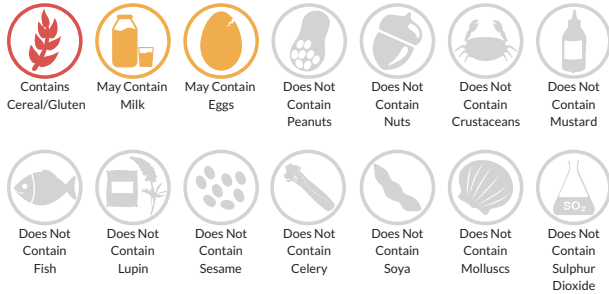 Contains
Cereal/Gluten
May Contain
Milk
May Contain
Eggs
Does Not
Contain
Peanuts
Does Not
Contain
Nuts
Does Not
Contain
Crustaceans
Does Not
Contain
Mustard
SO₂
Does Not
Contain
Fish
Does Not
Contain
Lupin
Does Not
Contain
Sesame
Does Not
Contain
Celery
Does Not
Contain
Soya
Does Not
Contain
Molluscs
Does Not
Contain
Sulphur
Dioxide